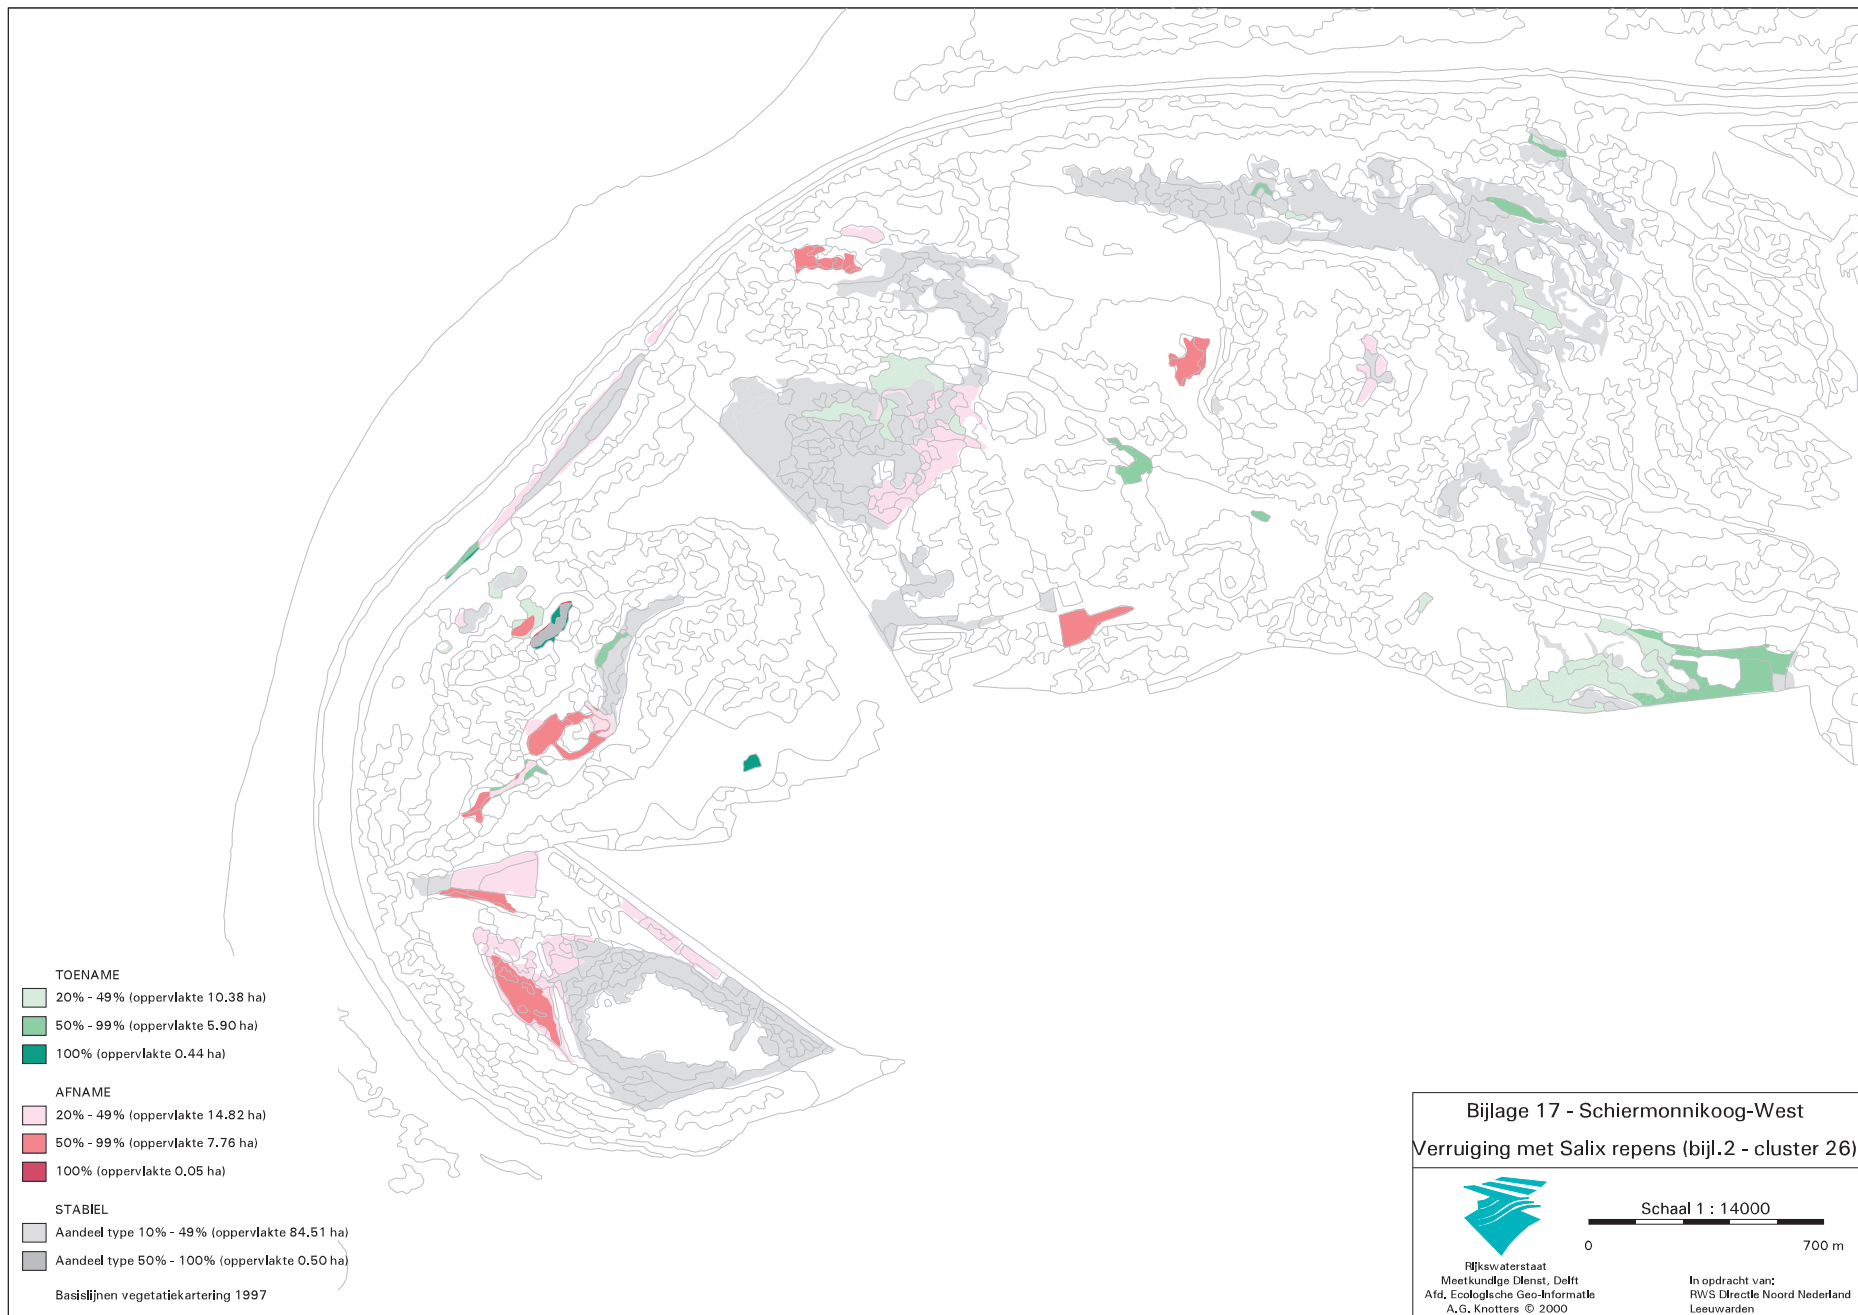 TOENAME
20% - 49% (oppervlakte 10.38 ha)
50% - 99% (oppervlakte 5.90 ha)
100% (oppervlakte 0.44 ha)
AFNAME
20% - 49% (oppervlakte 14.82 ha)
50% - 99% (oppervlakte 7.76 ha)
100% (oppervlakte 0.05 ha)
STABIEL
Aandeel type 10% - 49% (oppervlakte 84.51 ha)
Aandeel type 50% - 100% (oppervlakte 0.50 ha)
Basislijnen vegetatiekartering 1997
Bijlage 17 - Schiermonnikoog-West
Verruiging met Salix repens (bijl.2 - cluster 26)
Schaal 1 : 14000
0 700 m
Rijkswaterstaat
Meetkundige Dienst, Delft
Afd. Ecologische Geo-Informatie
A.G. Knotters © 2000
In opdracht van:
RWS Directie Noord Nederland
Leeuwarden